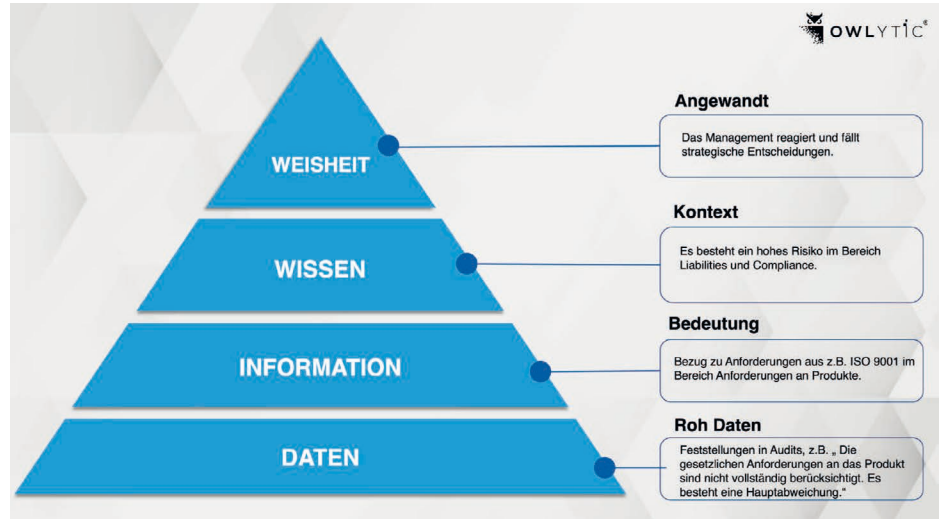 OWLYTIC®
Angewandt
Das Management reagiert und fällt
strategische Entscheidungen.
WEISHEIT
Kontext
Es besteht ein hohes Risiko im Bereich
Liabilities und Compliance.
WISSEN
Bedeutung
Bezug zu Anforderungen aus z.B. ISO 9001 im
Bereich Anforderungen an Produkte.
INFORMATION
Roh Daten
Feststellungen in Audits, z.B. „ Die
gesetzlichen Anforderungen an das Produkt
sind nicht vollständig berücksichtigt. Es
besteht eine Hauptabweichung.“
DATEN